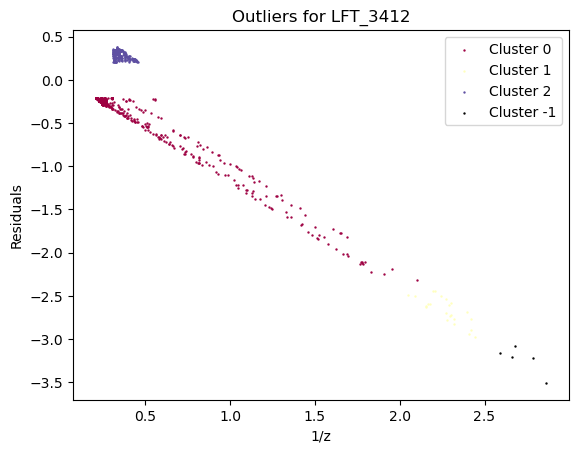 Outliers for LFT_3412
Cluster 0
Cluster 1
Cluster 2
Cluster -1
0.5
0.0
−0.5
−1.0
−1.5
−2.0
−2.5
−3.0
−3.5
Residuals
0.5
1.0
1.5
2.0
2.5
1/z